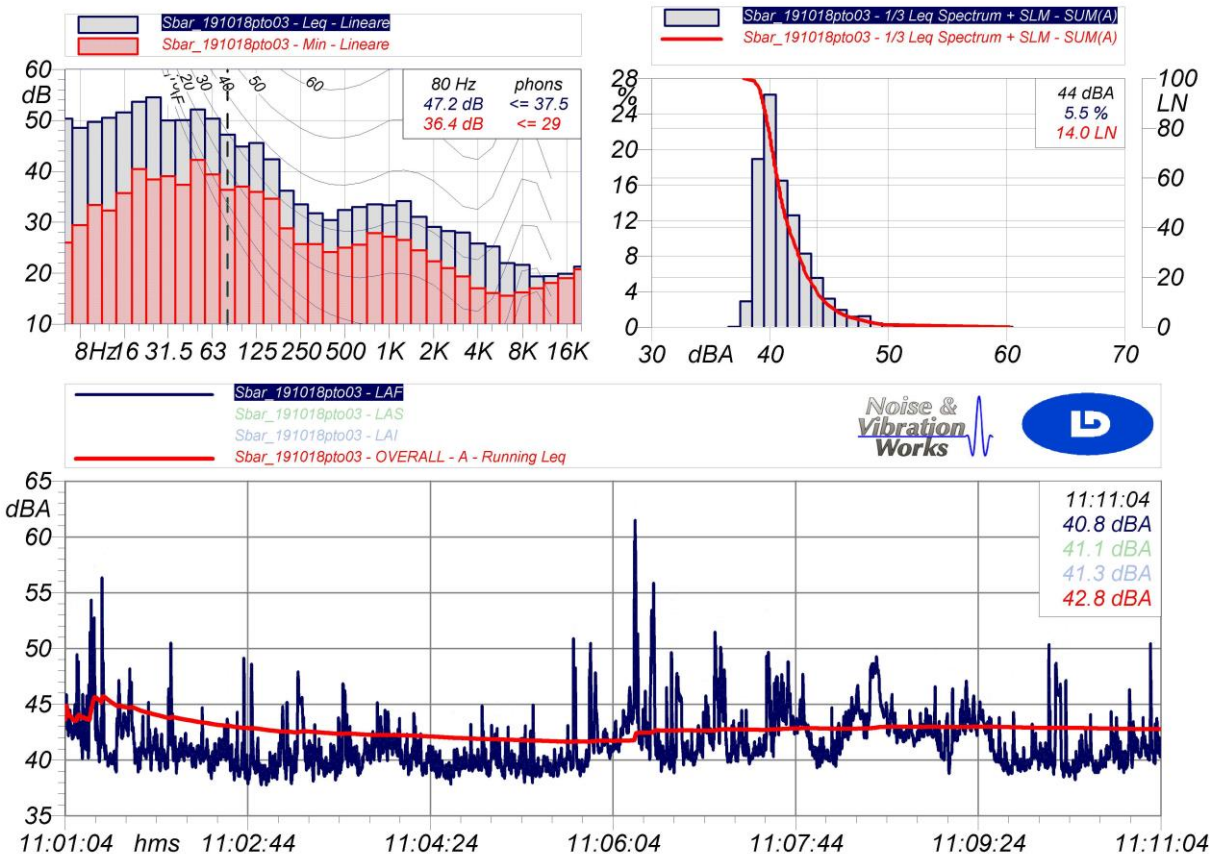 Sbar_191018pto03 - Leq - Lineare
Sbar_191018pto03 - Min - Lineare
60
dB
50
40
30
20
10
20 30 40 50 60
80 Hz phons
47.2 dB <= 37.5
36.4 dB <= 29
8Hz 16 31.5 63 125 250 500 1K 2K 4K 8K 16K
Sbar_191018pto03 - 1/3 Leq Spectrum + SLM - SUM(A)
Sbar_191018pto03 - 1/3 Leq Spectrum + SLM - SUM(A)
28
%
24
20
16
12
8
4
0
100
LN
80
60
40
20
0
44 dBA
5.5 %
14.0 LN
30 dBA 40 50 60 70
Sbar_191018pto03 - LAF
Sbar_191018pto03 - LAS
Sbar_191018pto03 - LAI
Sbar_191018pto03 - OVERALL - A - Running Leq
Noise &
Vibration
Works
LD
65
dBA
60
55
50
45
40
35
11:11:04
40.8 dBA
41.1 dBA
41.3 dBA
42.8 dBA
11:01:04 hms 11:02:44 11:04:24 11:06:04 11:07:44 11:09:24 11:11:04